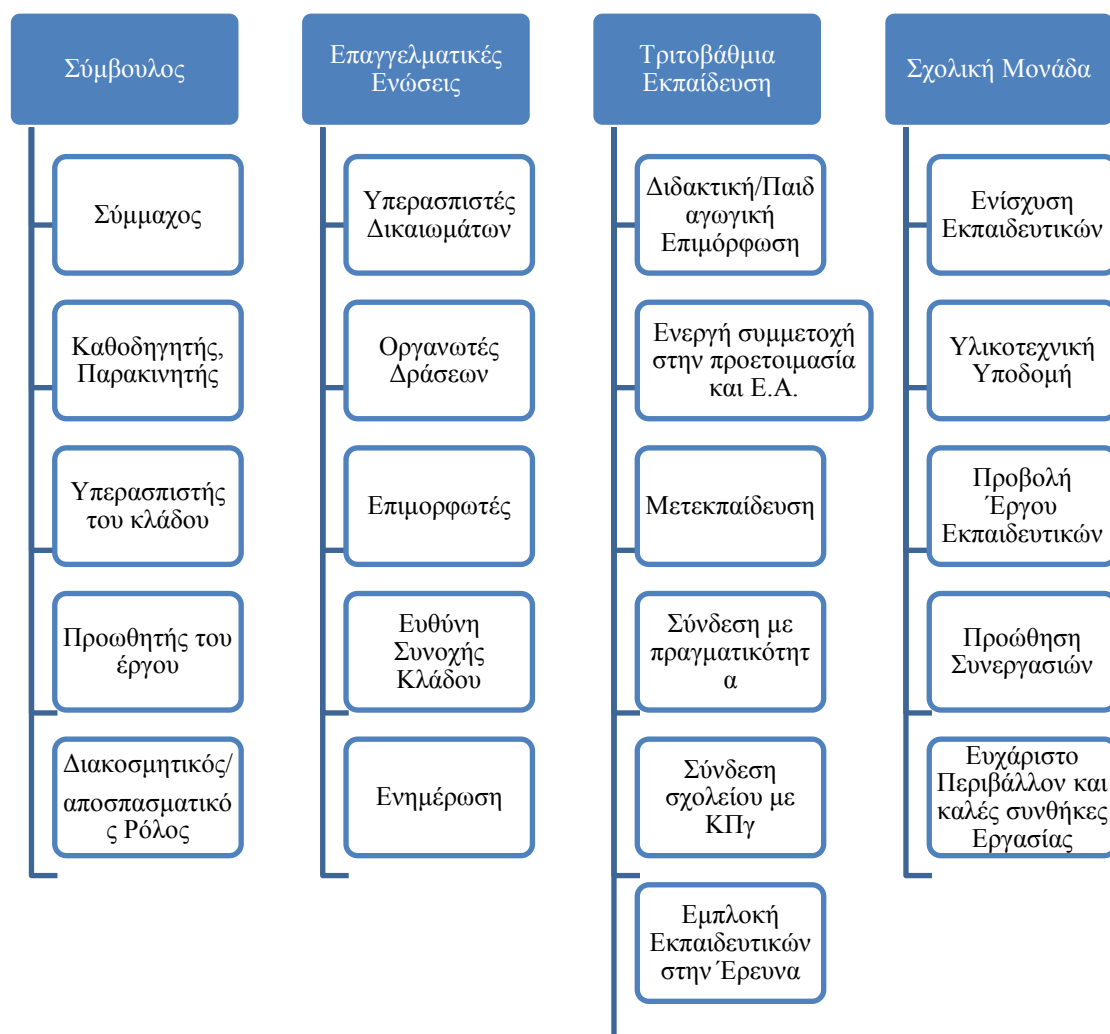 Σύμβουλος
Σύμμαχος
Καθοδηγητής,
Παρακινητής
Υπερασπιστής
του κλάδου
Προωθητής του
έργου
Διακοσμητικός/
αποσπασματικό
ς Ρόλος
Επαγγελματικές
Ενώσεις
Υπερασπιστές
Δικαιωμάτων
Οργανωτές
Δράσεων
Επιμορφωτές
Ευθύνη
Συνοχής
Κλάδου
Ενημέρωση
Τριτοβάθμια
Εκπαίδευση
Διδακτική/Παιδ
αγωγική
Επιμόρφωση
Ενεργή συμμετοχή
στην προετοιμασία
και Ε.Α.
Μετεκπαίδευση
Σύνδεση με
πραγματικότητ
α
Σύνδεση
σχολείου με
ΚΠγ
Εμπλοκή
Εκπαιδευτικών
στην Έρευνα
Σχολική Μονάδα
Ενίσχυση
Εκπαιδευτικών
Υλικοτεχνική
Υποδομή
Προβολή
Έργου
Εκπαιδευτικών
Προώθηση
Συνεργασιών
Ευχάριστο
Περιβάλλον και
καλές συνθήκες
Εργασίας